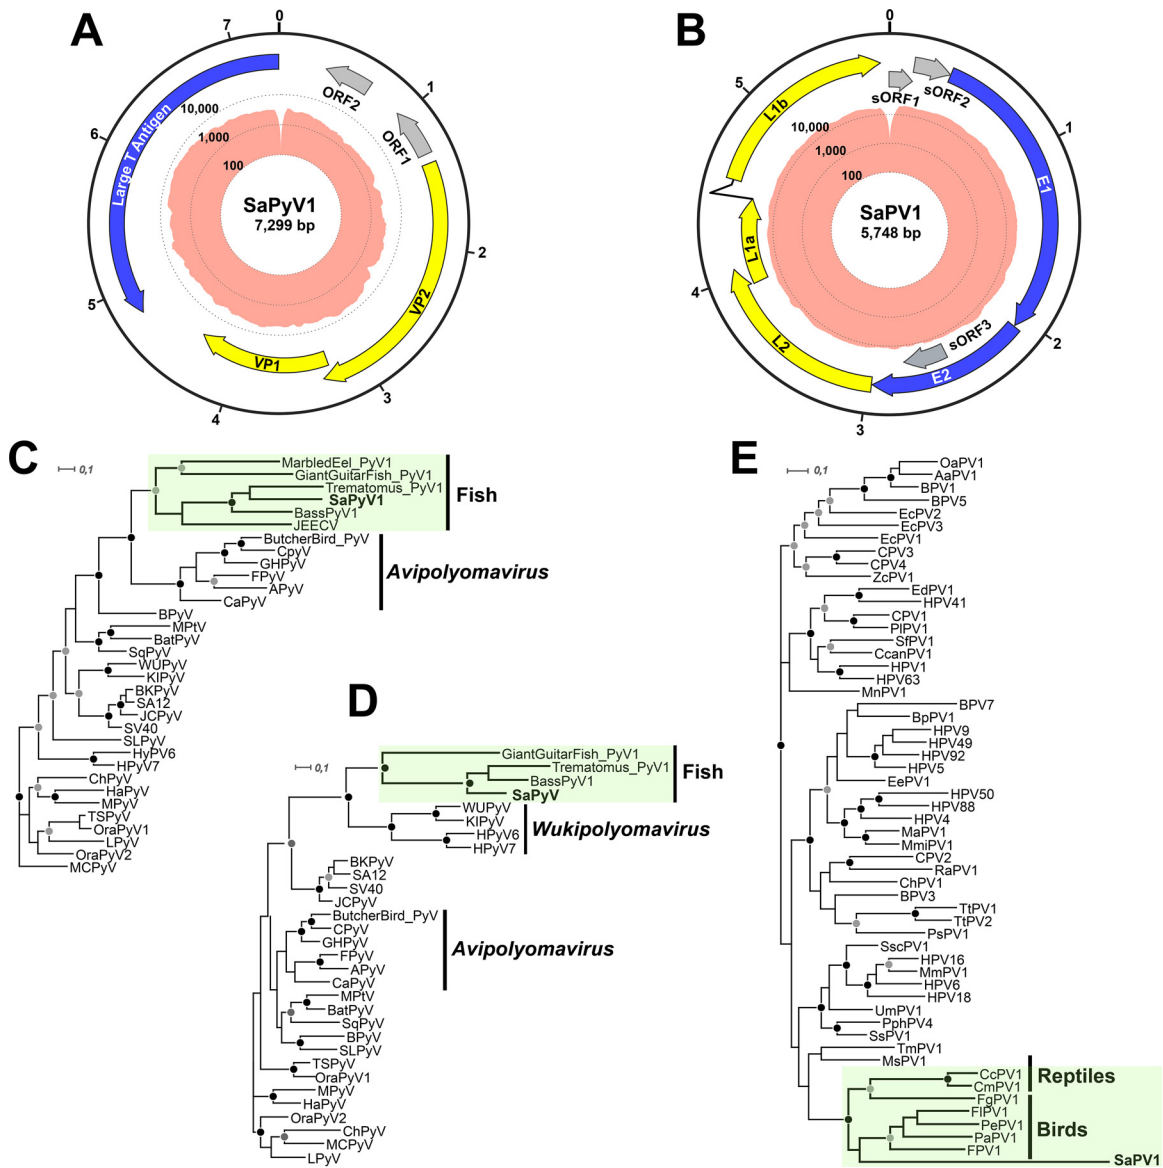 A
0
1
2
3
4
5
6
7
ORF2
ORF1
VP2
VP1
Large T Antigen
10,000
1,000
100
SaPyV1
7,299 bp
B
0
1
2
3
4
5
sORF1
sORF2
E1
sORF3
E2
L2
L1a
L1b
10,000
1,000
100
SaPV1
5,748 bp
C
0,1
MarbledEel_PyV1
GiantGuitarFish_PyV1
Trematomus_PyV1
SaPyV1
BassPyV1
JEECV
Fish
ButcherBird_PyV
CpyV
GHPyV
FPyV
APyV
CaPyV
Avipolyomavirus
BPyV
MPtV
BatPyV
SqPyV
WUPyV
KIPyV
BKPyV
SA12
JCPyV
SV40
SLPyV
HyPV6
HPyV7
ChPyV
HaPyV
MPyV
TSPyV
OraPyV1
LPyV
OraPyV2
MCPyV
D
0,1
GiantGuitarFish_PyV1
Trematomus_PyV1
BassPyV1
SaPyV
Fish
WUPyV
KIPyV
HPyV6
HPyV7
Wukipolyomavirus
BKPyV
SA12
SV40
JCPyV
ButcherBird_PyV
CPyV
GHPyV
FPyV
APyV
CaPyV
Avipolyomavirus
MPtV
BatPyV
SqPyV
BPyV
SLPyV
TSPyV
OraPyV1
MPyV
HaPyV
OraPyV2
ChPyV
MCPyV
LPyV
E
0,1
OaPV1
AaPV1
BPV1
BPV5
EcPV2
EcPV3
EcPV1
CPV3
CPV4
ZcPV1
EdPV1
HPV41
CPV1
PlPV1
SfPV1
CcanPV1
HPV1
HPV63
MnPV1
BPV7
BpPV1
HPV9
HPV49
HPV92
HPV5
EePV1
HPV50
HPV88
HPV4
MaPV1
MmiPV1
CPV2
RaPV1
ChPV1
BPV3
TtPV1
TtPV2
PsPV1
SscPV1
HPV16
MmPV1
HPV6
HPV18
UmPV1
PphPV4
SsPV1
TmPV1
MsPV1
CcPV1
CmPV1
Reptiles
FgPV1
FlPV1
PePV1
PaPV1
FPV1
Birds
SaPV1